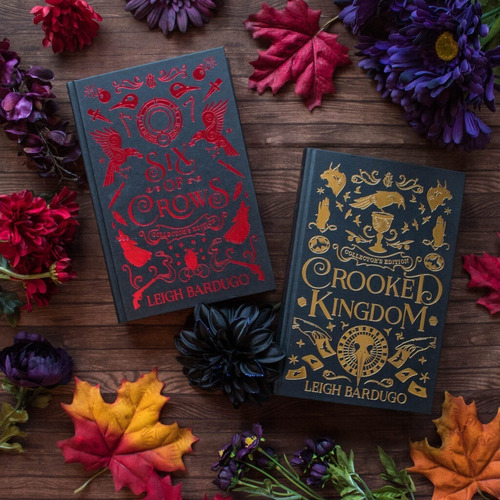 SIX
OF
CROWS
COLLECTOR'S EDITION
LEIGH BARDUGO
COLLECTOR'S EDITION
CROOKED
KINGDOM
LEIGH BARDUGO